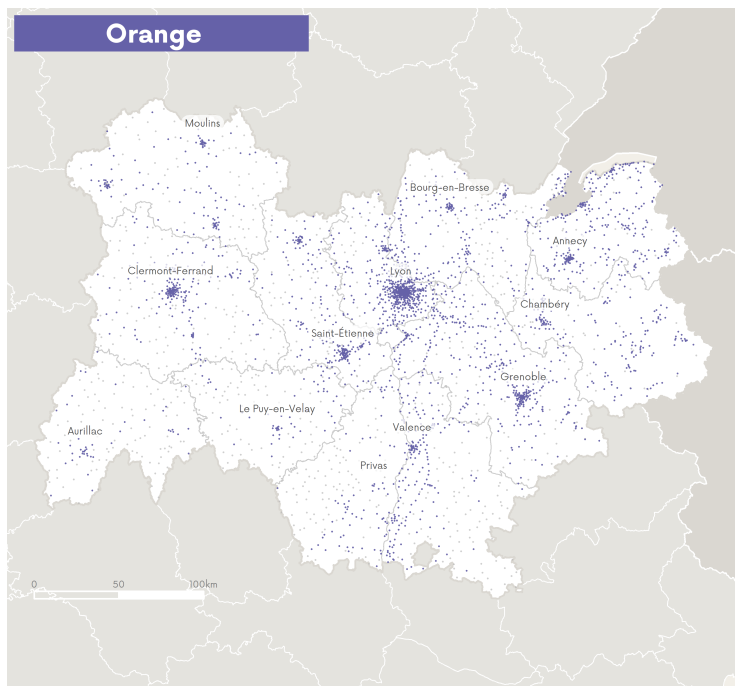 Orange
Moulins
Bourg-en-Bresse
Annecy
Clermont-Ferrand
Lyon
Chambéry
Saint-Étienne
Grenoble
Le Puy-en-Velay
Valence
Aurillac
Privas
0 50 100km